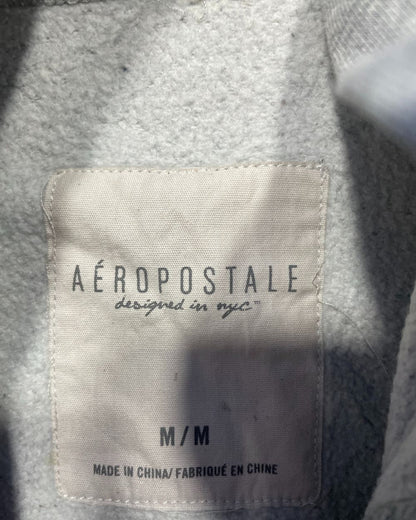 AÉROPOSTALE
designed in nyc™
M/M
MADE IN CHINA/ FABRIQUÉ EN CHINE